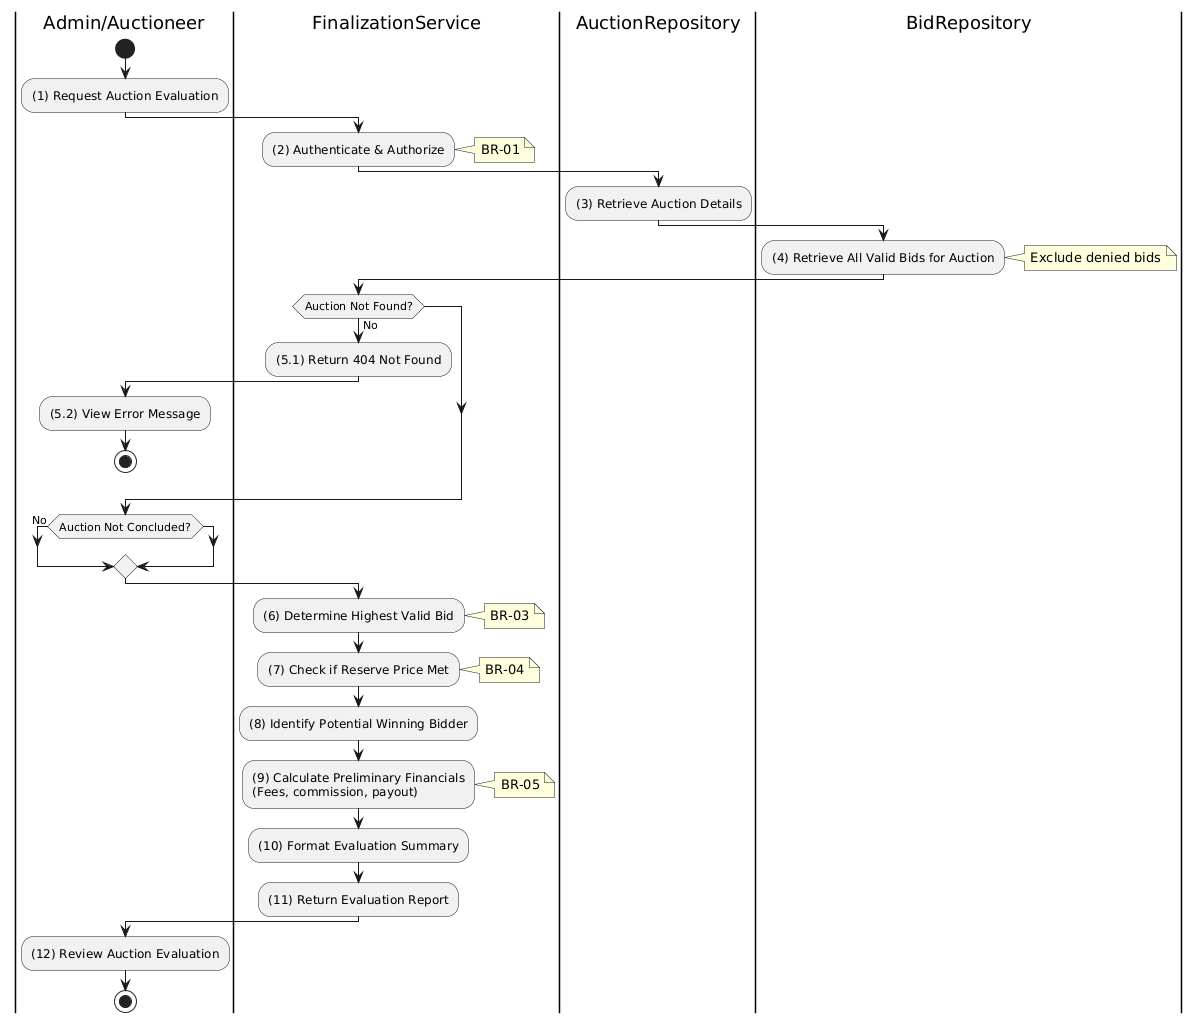 Admin/Auctioneer
FinalizationService
AuctionRepository
BidRepository
(1) Request Auction Evaluation
(2) Authenticate & Authorize
BR-01
(3) Retrieve Auction Details
(4) Retrieve All Valid Bids for Auction
Exclude denied bids
Auction Not Found?
No
(5.1) Return 404 Not Found
(5.2) View Error Message
No
Auction Not Concluded?
(6) Determine Highest Valid Bid
BR-03
(7) Check if Reserve Price Met
BR-04
(8) Identify Potential Winning Bidder
(9) Calculate Preliminary Financials
(Fees, commission, payout)
BR-05
(10) Format Evaluation Summary
(11) Return Evaluation Report
(12) Review Auction Evaluation